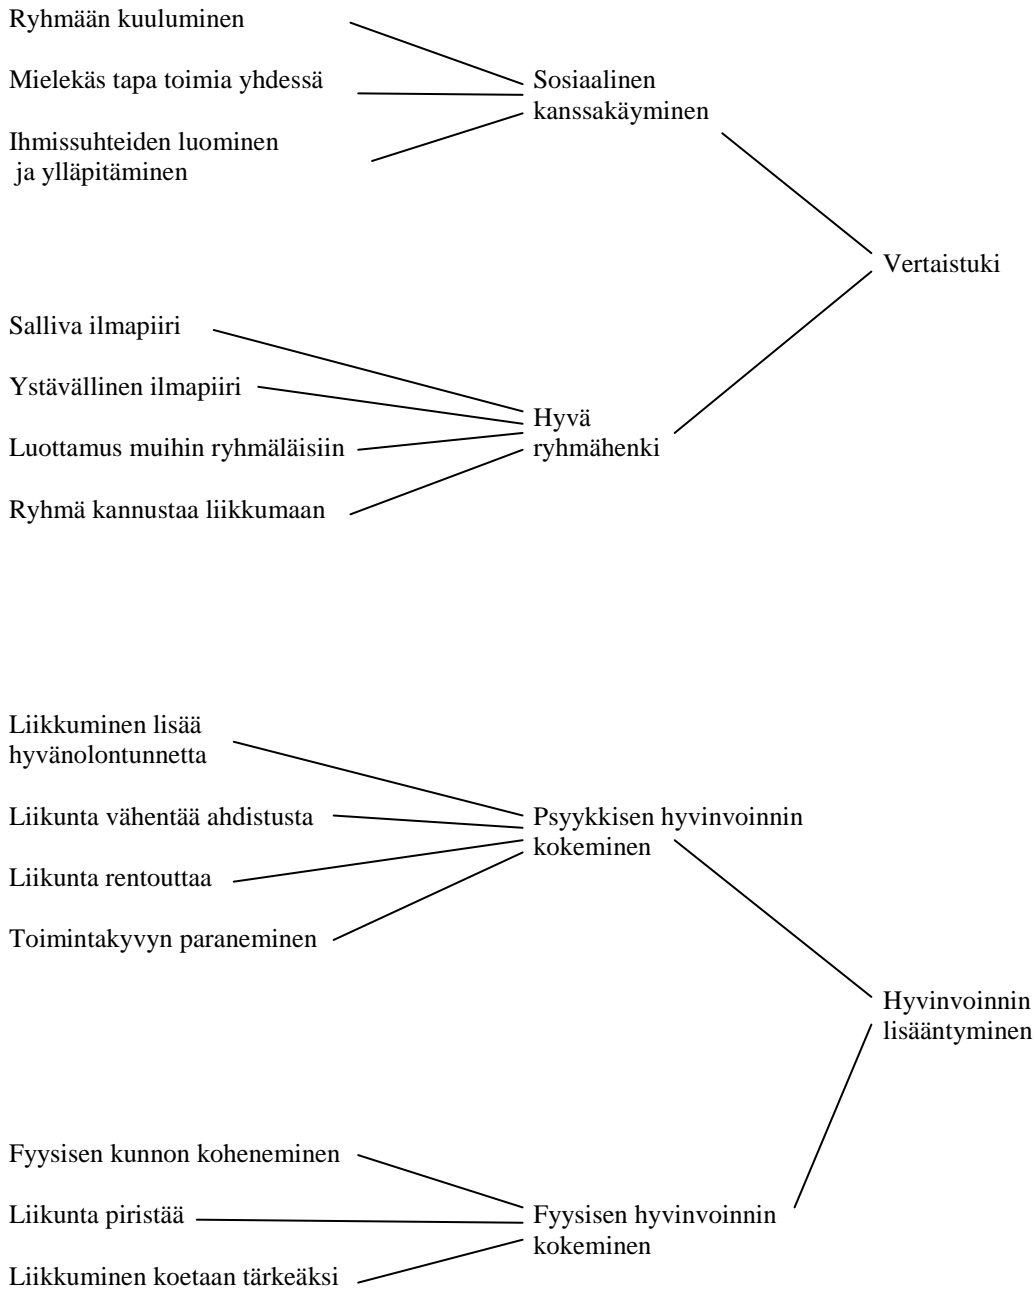 Ryhmään kuuluminen
Mielekäs tapa toimia yhdessä
Sosiaalinen
kanssakäyminen
Ihmissuhteiden luominen
ja ylläpitäminen
Vertaistuki
Salliva ilmapiiri
Ystävällinen ilmapiiri
Hyvä
ryhmähenki
Luottamus muihin ryhmäläisiin
Ryhmä kannustaa liikkumaan
Liikkuminen lisää
hyvänolontunnetta
Liikunta vähentää ahdistusta
Psyykkisen hyvinvoinnin
kokeminen
Liikunta rentouttaa
Toimintakyvyn paraneminen
Hyvinvoinnin
lisääntyminen
Fyysisen kunnon koheneminen
Liikunta piristää
Fyysisen hyvinvoinnin
kokeminen
Liikkuminen koetaan tärkeäksi